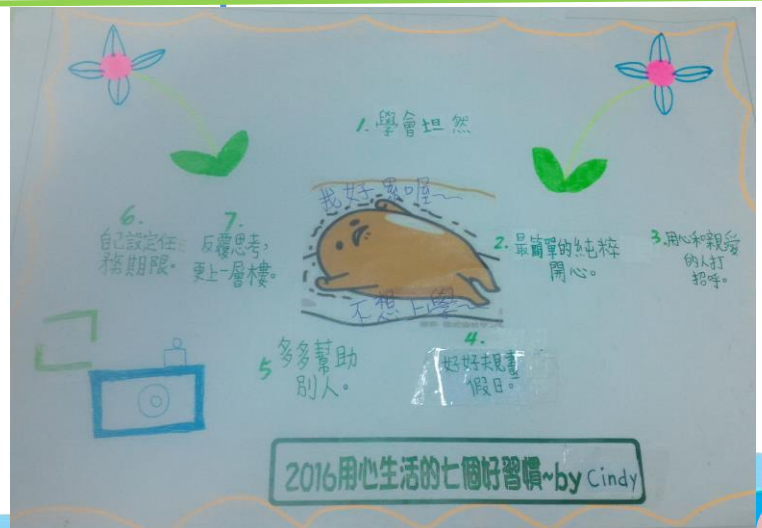 1.學會坦然
我好累喔~~
不想上學~
2.最簡單的純粹
開心。
3.用心和親愛
的人打
招呼。
4.
好好規畫
假日。
5 多多幫助
別人。
6.
自己設定任
務期限。
7.
反覆思考,
更上一層樓。
2016用心生活的七個好習慣~by Cindy